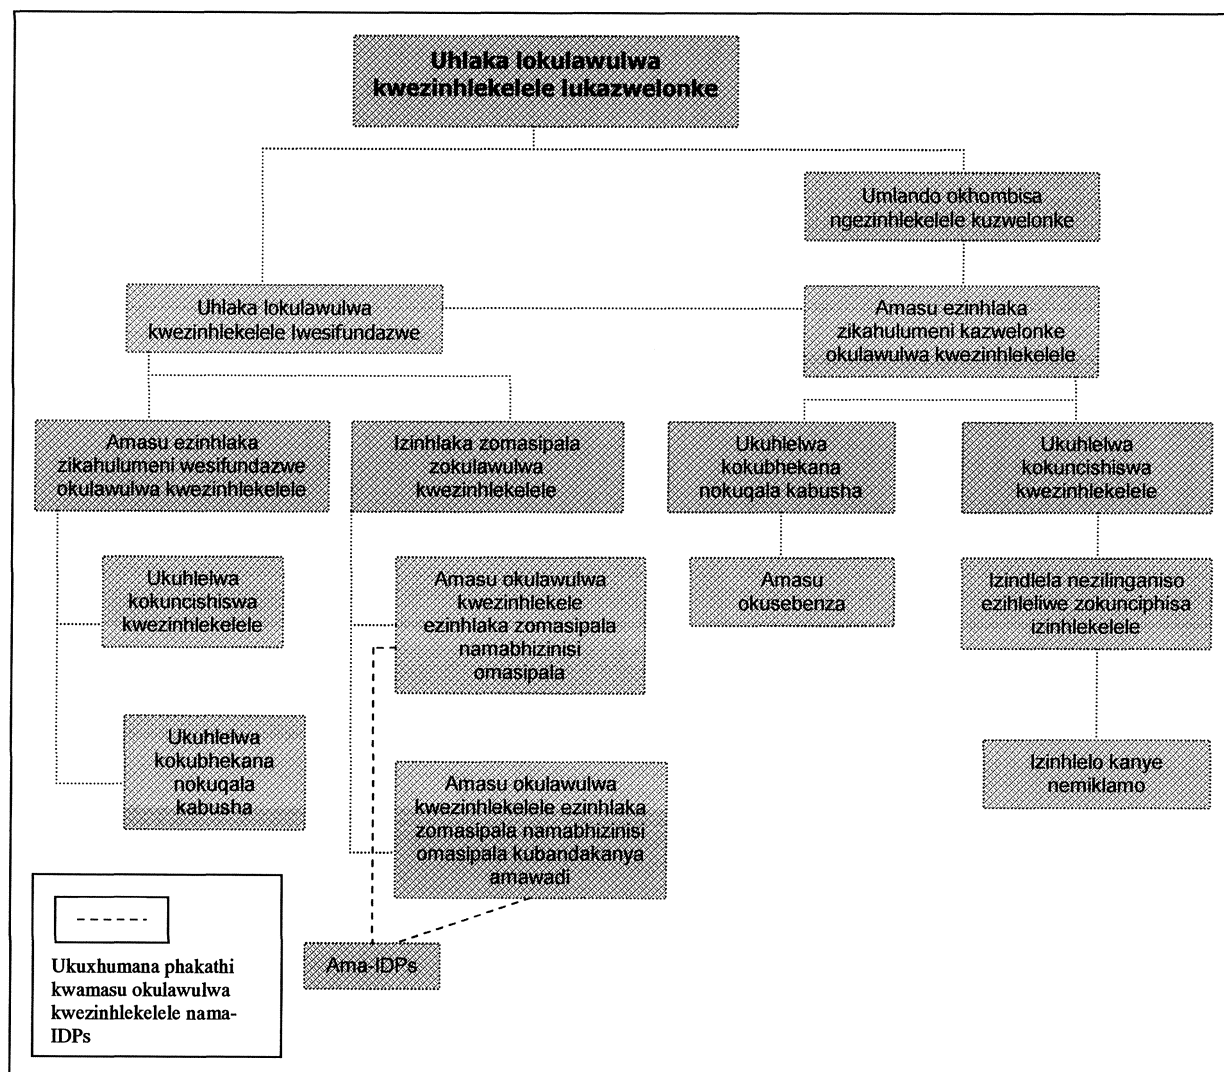 Uhlaka lokulawulwa
kwezinhlekelele lukazwelonke
Umlando okhombisa
ngezinhlekelele kuzwelonke
Uhlaka lokulawulwa
kwezinhlekelele lwesifundazwe
Amasu ezinhlaka
zikahulumeni kazwelonke
okulawulwa kwezinhlekelele
Amasu ezinhlaka
zikahulumeni wesifundazwe
okulawulwa kwezinhlekelele
Izinhlaka zomasipala
zokulawulwa
kwezinhlekelele
Ukuhlelwa
kokubhekana
nokuqala kabusha
Ukuhlelwa
kokuncishiswa
kwezinhlekelele
Ukuhlelwa
kokuncishiswa
kwezinhlekelele
Amasu okulawulwa
kwezinhlekele
ezinhlaka zomasipala
namabhizinisi
omasipala
Amasu
okusebenza
Izindlela nezilinganiso
ezihleliwe zokunciphisa
izinhlekelele
Ukuhlelwa
kokubhekana
nokuqala
kabusha
Amasu okulawulwa
kwezinhlekelele ezinhlaka
zomasipala namabhizinisi
omasipala kubandakanya
amawadi
Izinhlelo kanye
nemiklamo
Ama-IDPs
Ukuxhumana phakathi
kwamasu okulawulwa
kwezinhlekelele nama-
IDPs